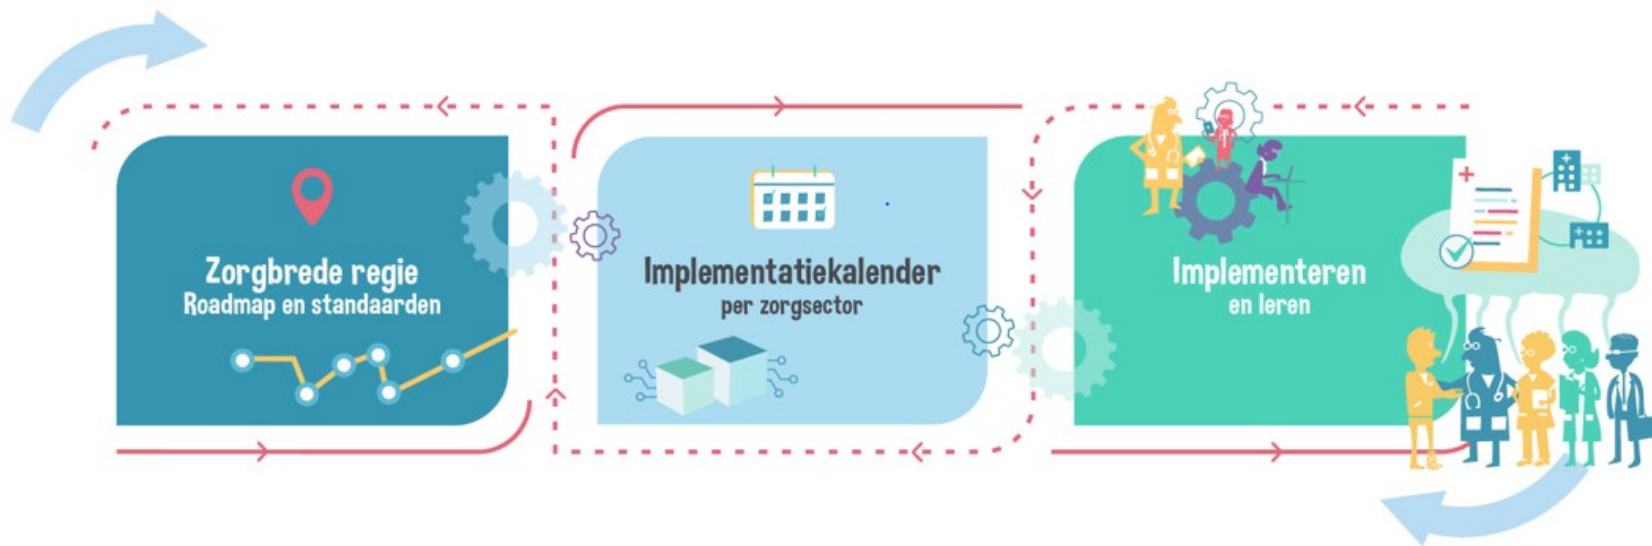 Zorgbrede regie
Roadmap en standaarden
Implementatiekalender
per zorgsector
Implementeren
en leren